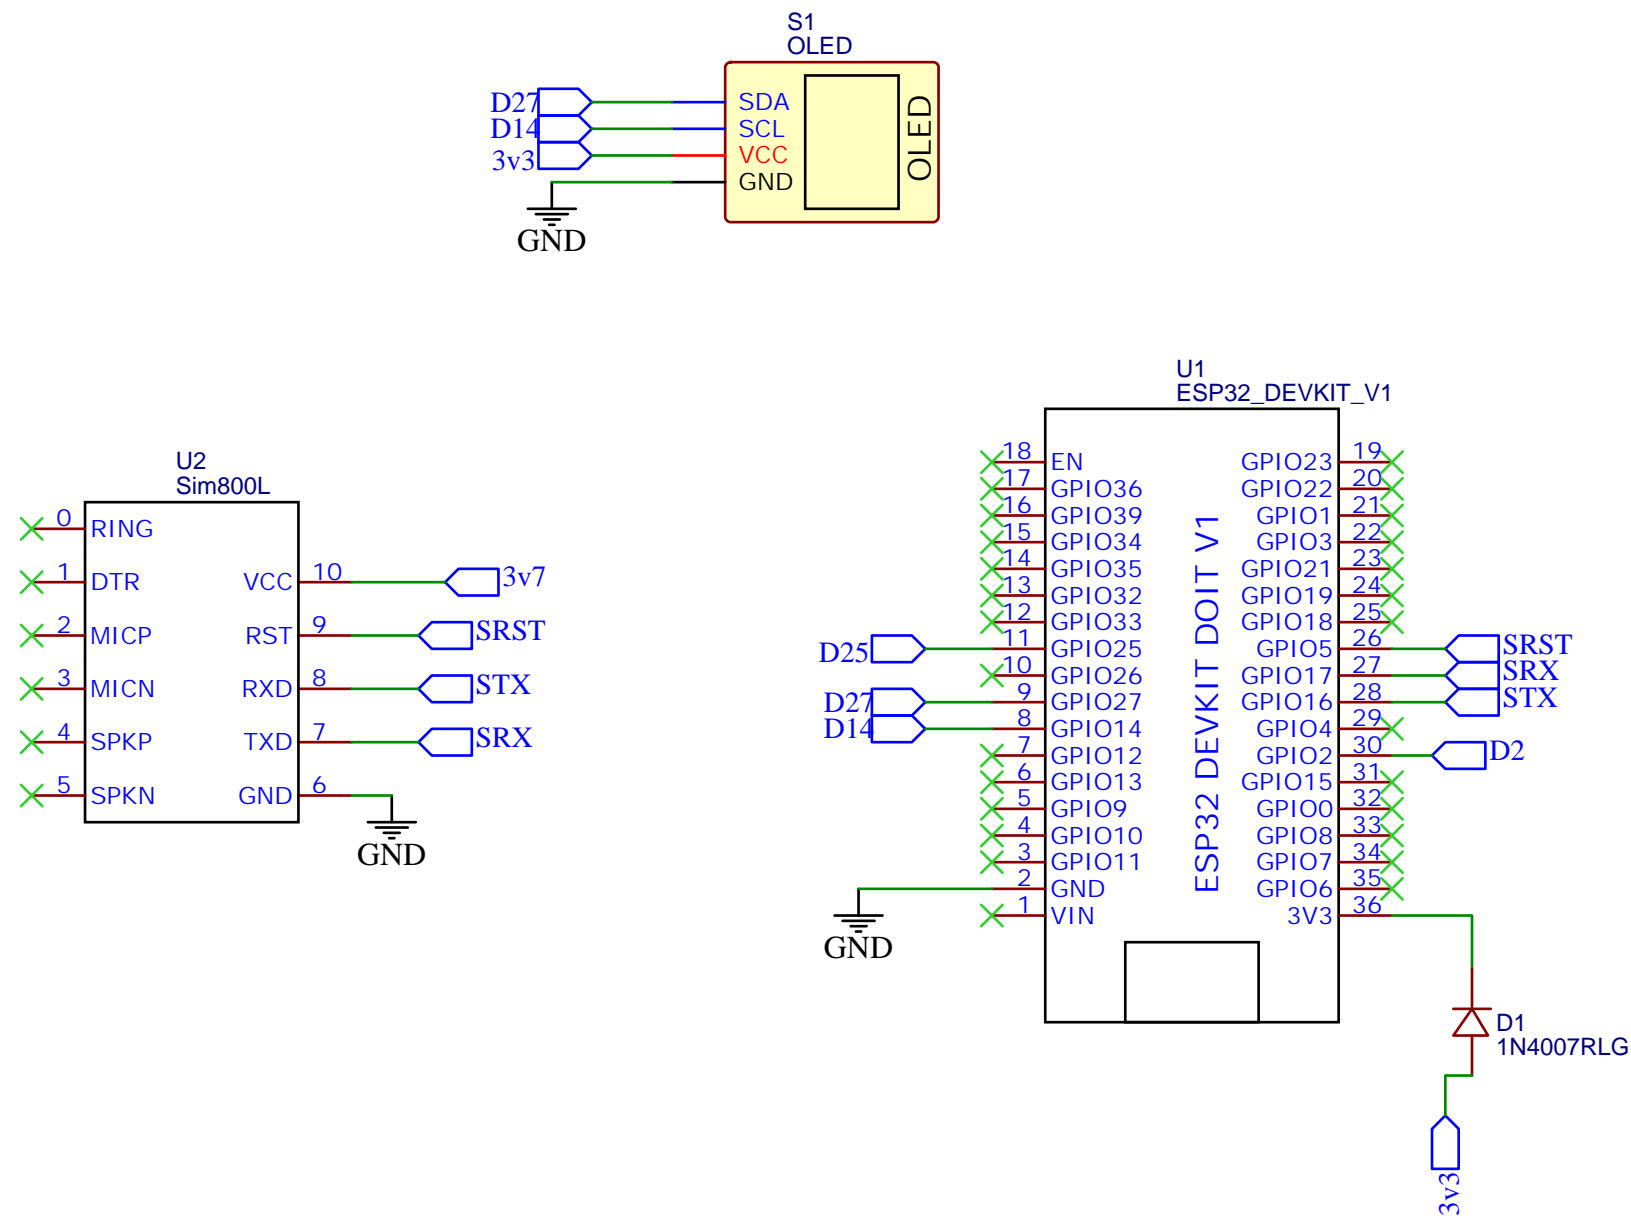 S1
OLED
D27
D14
3v3
SDA
SCL
VCC
GND
OLED
GND
U2
Sim800L
0 RING
1 DTR
2 MICP
3 MICN
4 SPKP
5 SPKN
VCC 10 3v7
RST 9 SRST
RXD 8 STX
TXD 7 SRX
GND 6
GND
U1
ESP32_DEVKIT_V1
18 EN
17 GPIO36
16 GPIO39
15 GPIO34
14 GPIO35
13 GPIO32
12 GPIO33
D25 11 GPIO25
10 GPIO26
D27 9 GPIO27
D14 8 GPIO14
7 GPIO12
6 GPIO13
5 GPIO9
4 GPIO10
3 GPIO11
2 GND
1 VIN
GND
ESP32 DEVKIT DOIT V1
GPIO23 19
GPIO22 20
GPIO1 21
GPIO3 22
GPIO21 23
GPIO19 24
GPIO18 25
GPIO5 26 SRST
GPIO17 27 SRX
GPIO16 28 STX
GPIO4 29
GPIO2 30 D2
GPIO15 31
GPIO0 32
GPIO8 33
GPIO7 34
GPIO6 35
3V3 36
D1
1N4007RLG
3v3